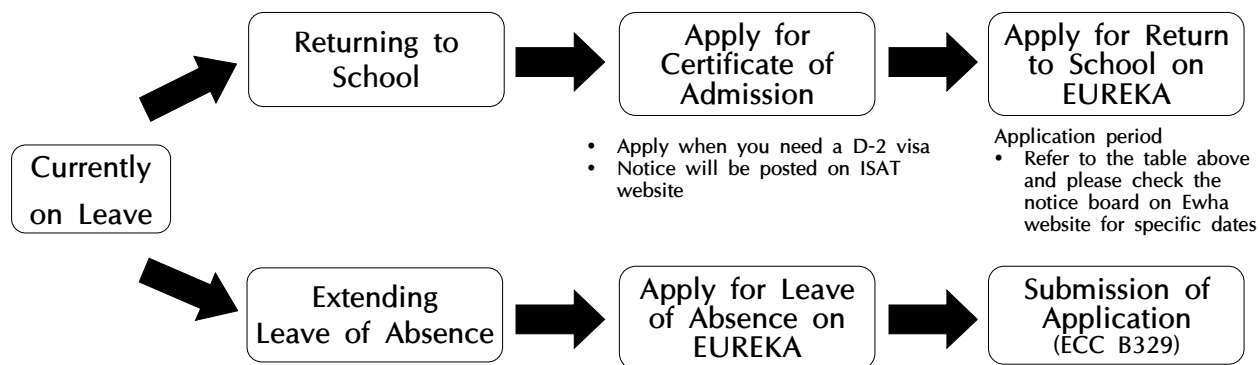 Currently
on Leave
Returning to
School
Apply for
Certificate of
Admission
• Apply when you need a D-2 visa
• Notice will be posted on ISAT
website
Apply for Return
to School on
EUREKA
Application period
• Refer to the table above
and please check the
notice board on Ewha
website for specific dates
Extending
Leave of Absence
Apply for Leave
of Absence on
EUREKA
Submission of
Application
(ECC B329)